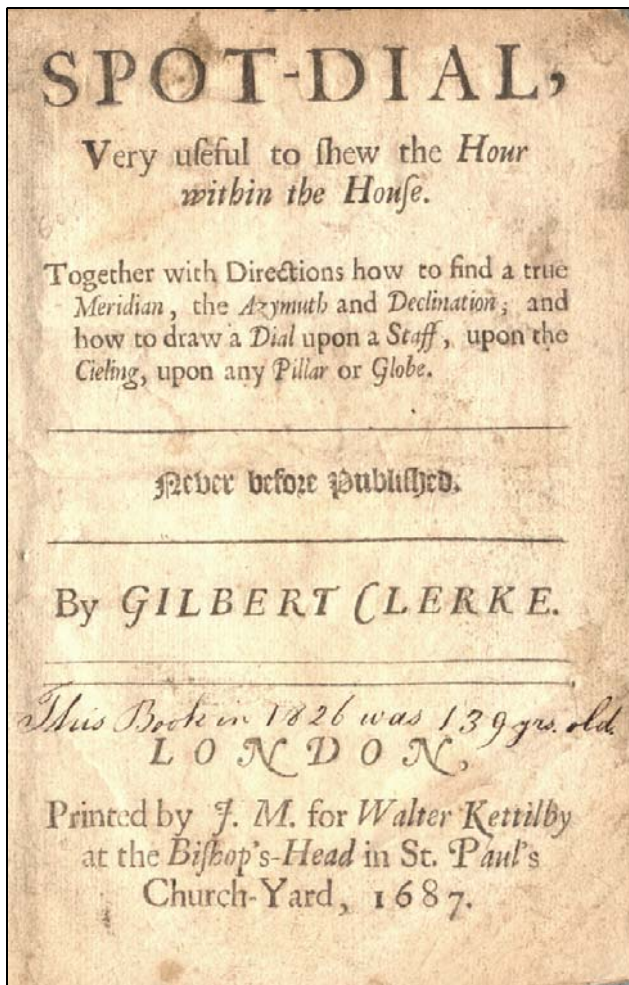 SPOT-DIAL,
Very uſeful to ſhew the Hour
within the Houſe.
Together with Directions how to find a true
Meridian, the Azymuth and Declination; and
how to draw a Dial upon a Staff, upon the
Cieling, upon any Pillar or Globe.
Never before Publiſhed.
By GILBERT CLERKE.
This Book in 1826 was 139 yrs. old.
LONDON,
Printed by J. M. for Walter Kettilby
at the Biſhop's-Head in St. Paul's
Church-Yard, 1687.